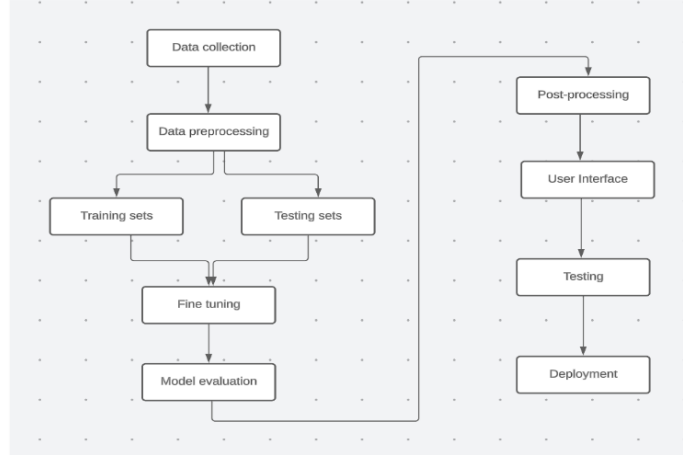 Data collection
Data preprocessing
Training sets
Testing sets
Fine tuning
Model evaluation
Post-processing
User Interface
Testing
Deployment